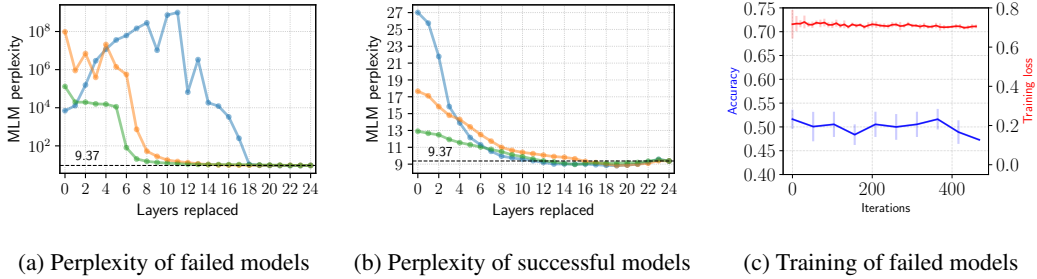 MLM perplexity
10^8
10^6
10^4
10^2
9.37
0 2 4 6 8 10 12 14 16 18 20 22 24
Layers replaced
(a) Perplexity of failed models
MLM perplexity
27
25
23
21
19
17
15
13
11
9
9.37
0 2 4 6 8 10 12 14 16 18 20 22 24
Layers replaced
(b) Perplexity of successful models
Accuracy
0.75
0.70
0.65
0.60
0.55
0.50
0.45
0.40
0 200 400
Iterations
0.8
0.6
0.4
0.2
0.0
Training loss
(c) Training of failed models